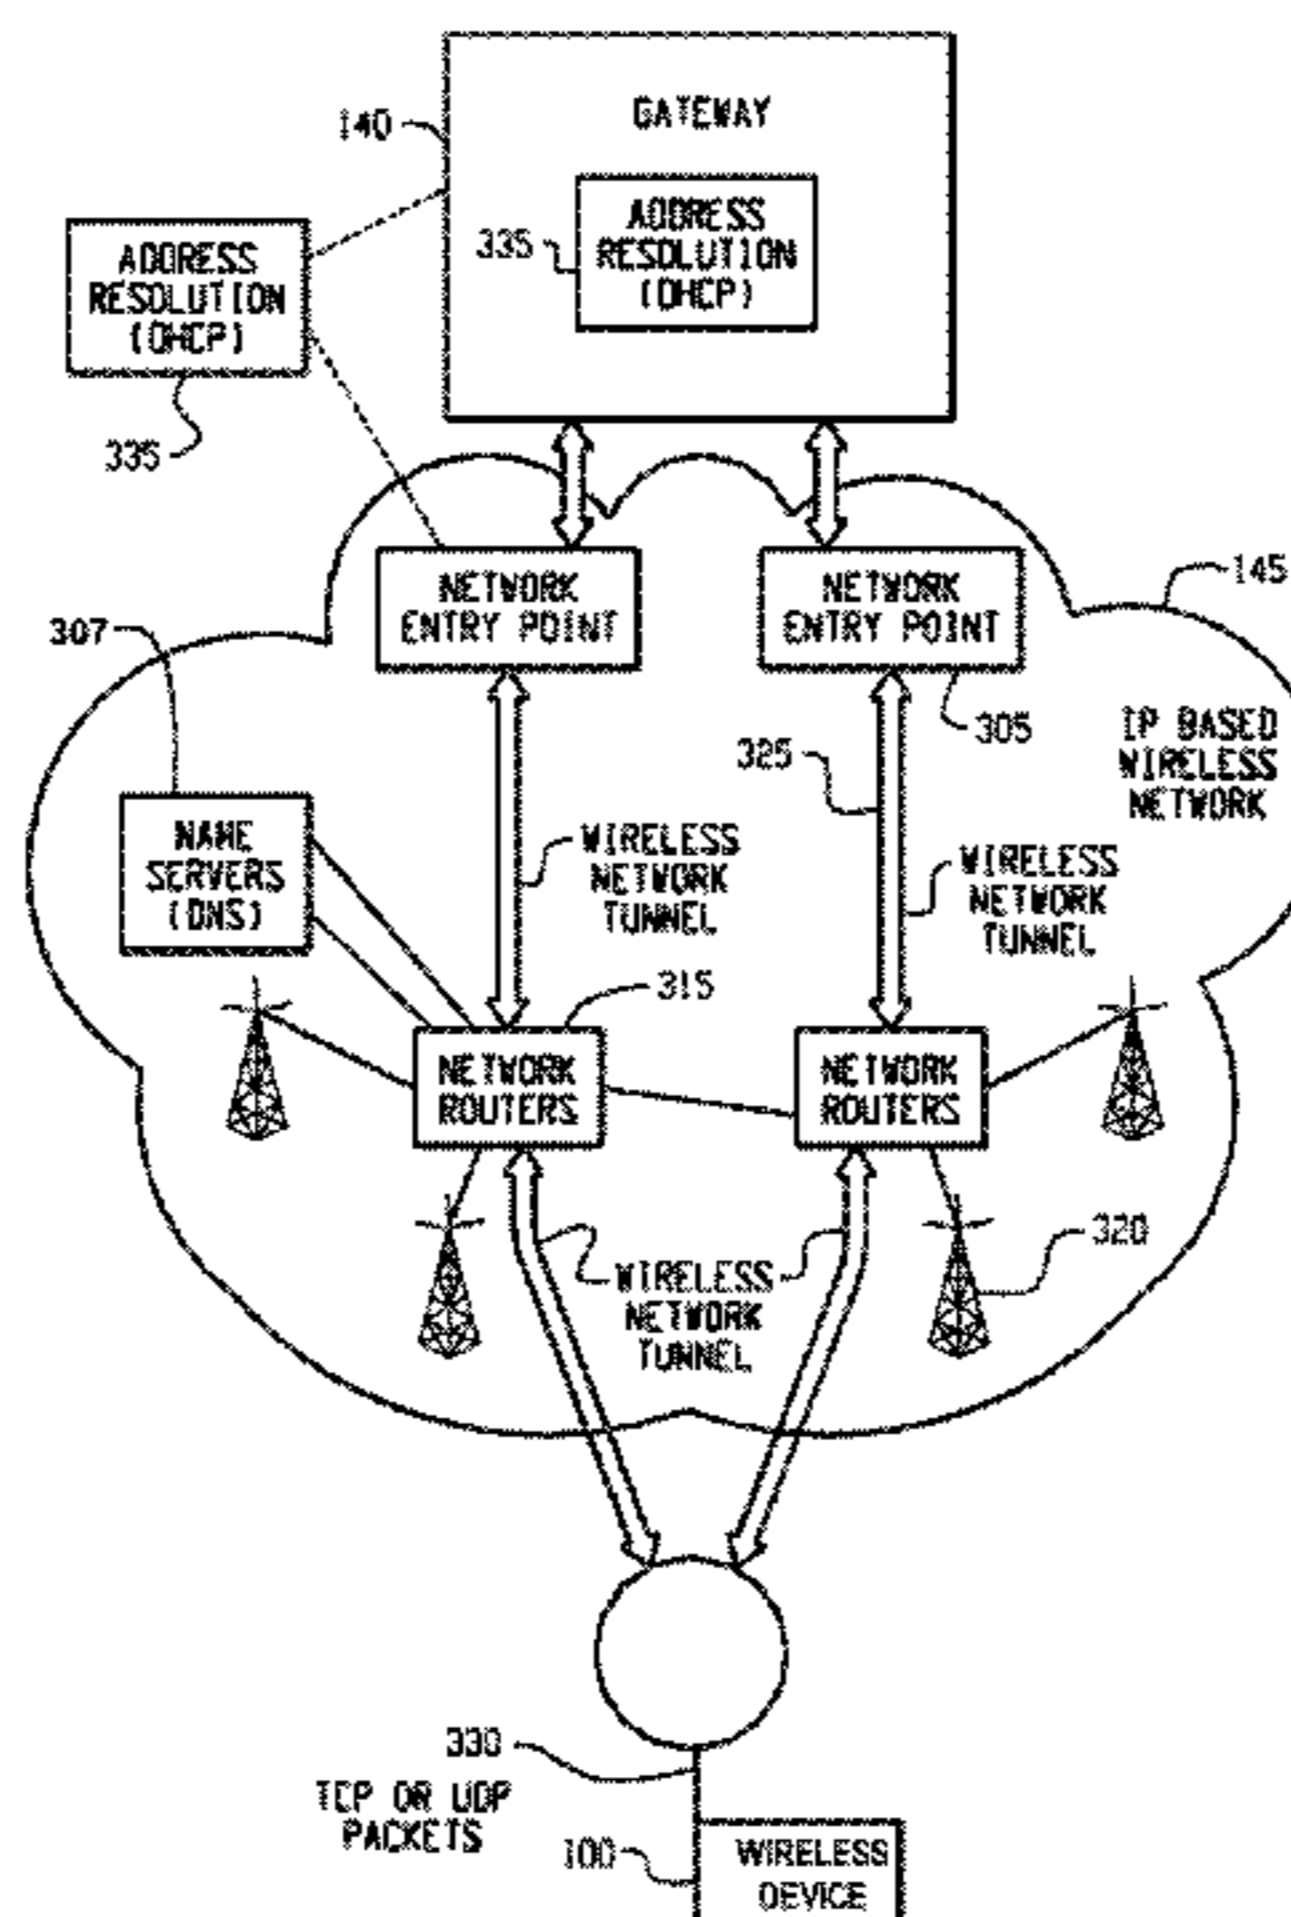 GATEWAY
140
ADDRESS
RESOLUTION
(DHCP)
335
ADDRESS
RESOLUTION
(DHCP)
335
NETWORK
ENTRY POINT
NETWORK
ENTRY POINT
145
307
305
IP BASED
WIRELESS
NETWORK
325
NAME
SERVERS
(DNS)
WIRELESS
NETWORK
TUNNEL
WIRELESS
NETWORK
TUNNEL
315
NETWORK
ROUTERS
NETWORK
ROUTERS
320
WIRELESS
NETWORK
TUNNEL
330
TCP OR UDP
PACKETS
100
WIRELESS
DEVICE